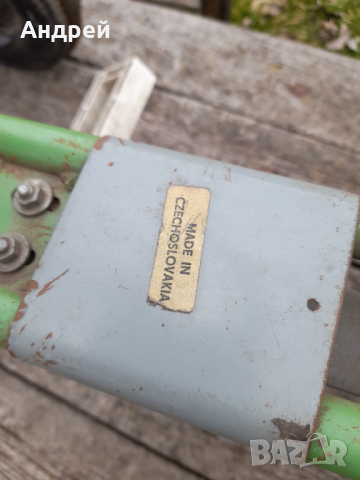 Андрей
MADE IN
CZECHOSLOVAKIA
BAZAR